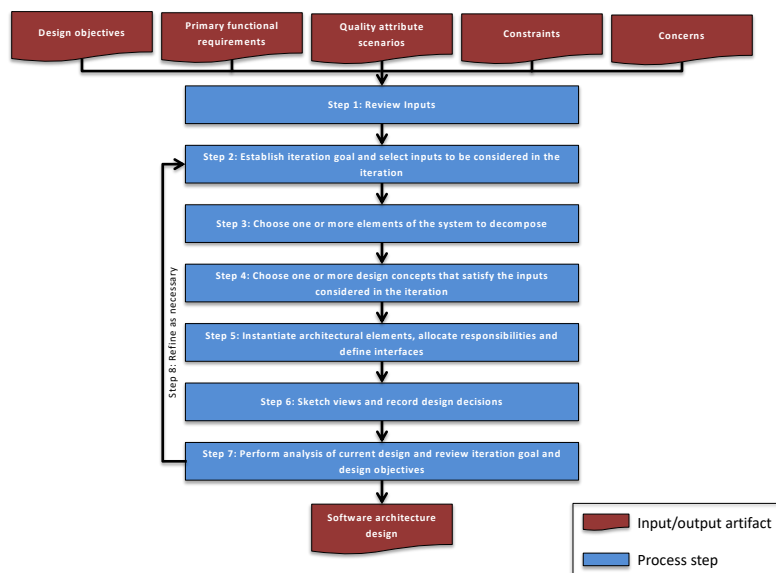 Design objectives
Primary functional
requirements
Quality attribute
scenarios
Constraints
Concerns
Step 1: Review Inputs
Step 2: Establish iteration goal and select inputs to be considered in the
iteration
Step 3: Choose one or more elements of the system to decompose
Step 4: Choose one or more design concepts that satisfy the inputs
considered in the iteration
Step 5: Instantiate architectural elements, allocate responsibilities and
define interfaces
Step 6: Sketch views and record design decisions
Step 7: Perform analysis of current design and review iteration goal and
design objectives
Step 8: Refine as necessary
Software architecture
design
Input/output artifact
Process step